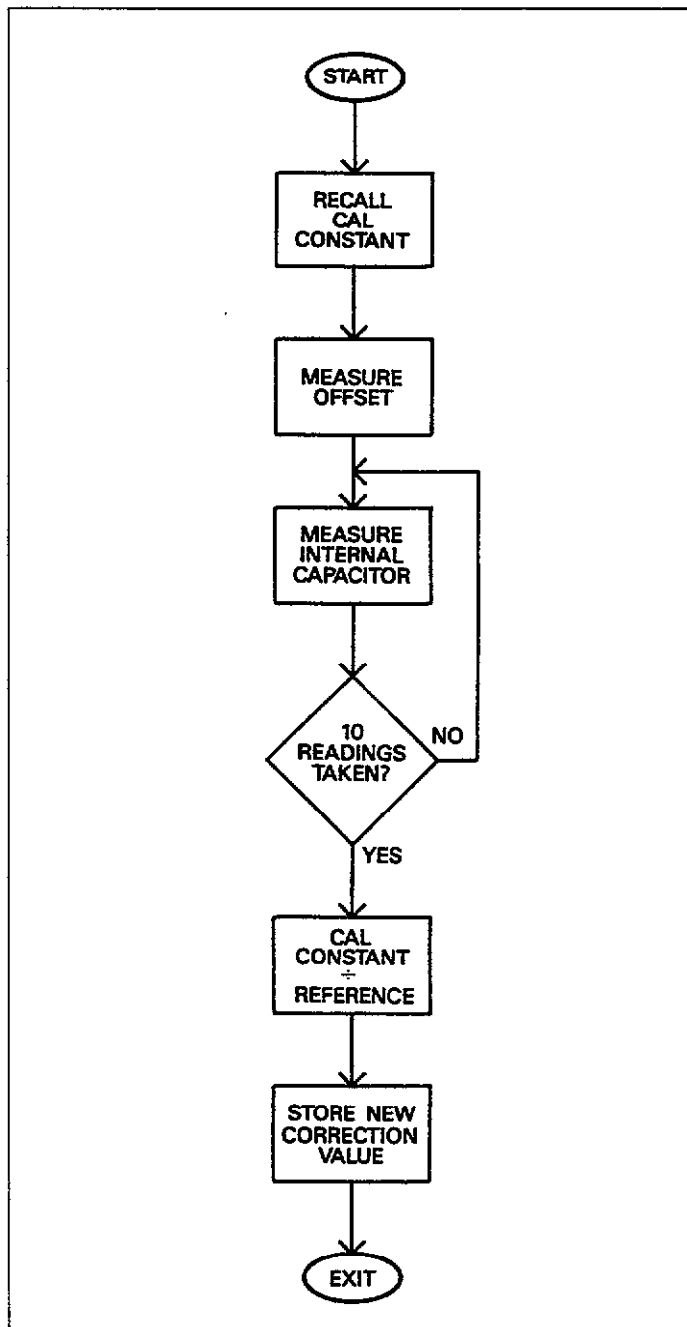 START
RECALL
CAL
CONSTANT
MEASURE
OFFSET
MEASURE
INTERNAL
CAPACITOR
10
READINGS
TAKEN?
NO
YES
CAL
CONSTANT
÷
REFERENCE
STORE NEW
CORRECTION
VALUE
EXIT